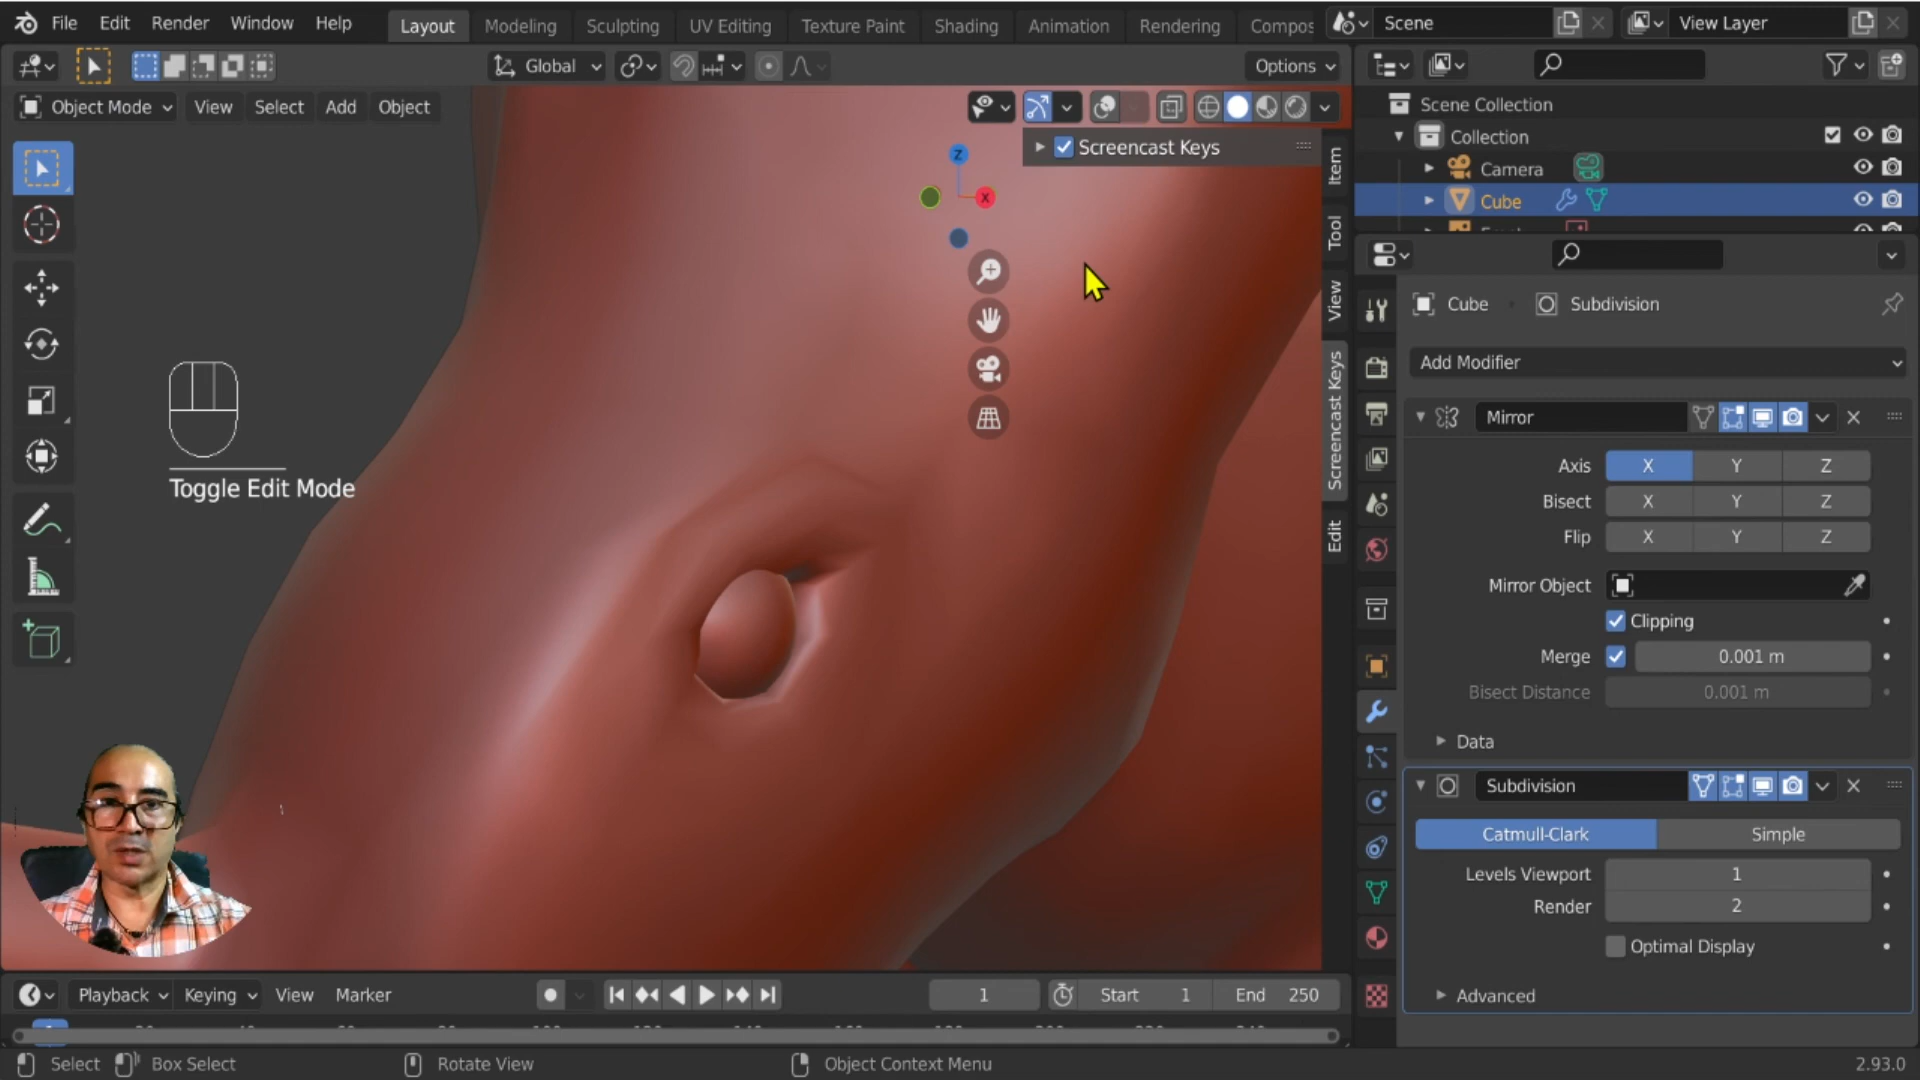 File Edit Render Window Help Layout Modeling Sculpting UV Editing Texture Paint Shading Animation Rendering Compos Scene View Layer
Global Options
Object Mode View Select Add Object
Screencast Keys
Z
X
Item
Tool
View
Screencast Keys
Edit
Toggle Edit Mode
Scene Collection
Collection
Camera
Cube
Cube Subdivision
Add Modifier
Mirror
Axis X Y Z
Bisect X Y Z
Flip X Y Z
Mirror Object
Clipping
Merge 0.001 m
Bisect Distance 0.001 m
Data
Subdivision
Catmull-Clark Simple
Levels Viewport 1
Render 2
Optimal Display
Advanced
Playback Keying View Marker 1 Start 1 End 250
Select Box Select Rotate View Object Context Menu 2.93.0